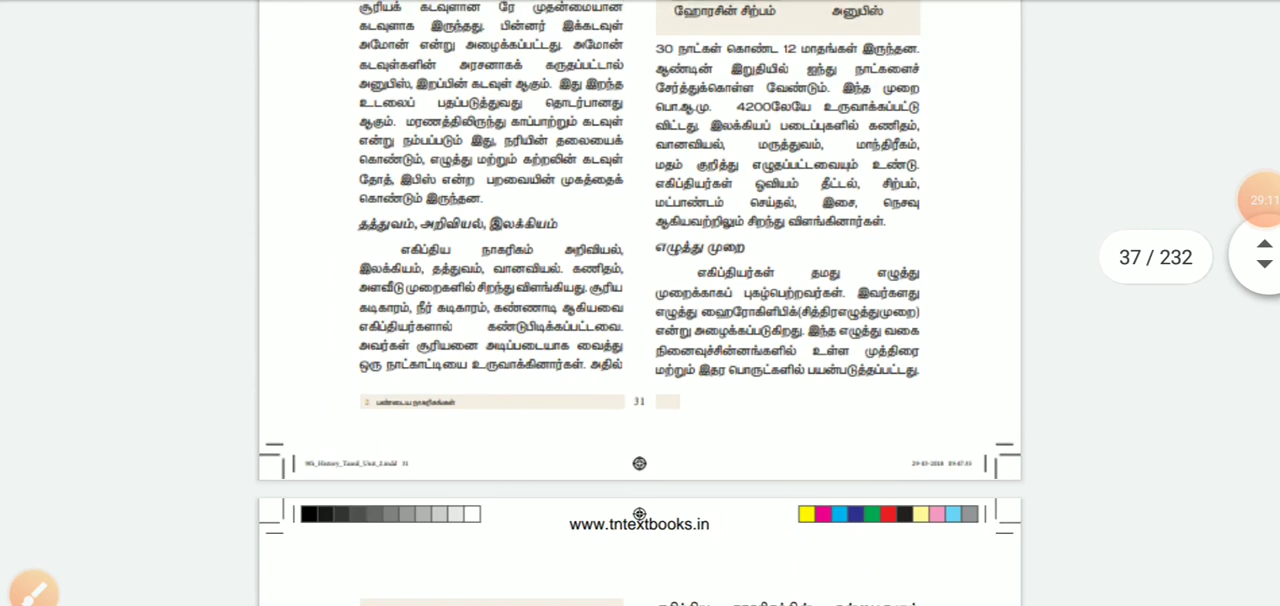 சூரியக் கடவுளான ரே முதன்மையான
கடவுளாக இருந்தது. பின்னர் இக்கடவுள்
அமோன் என்று அழைக்கப்பட்டது. அமோன்
கடவுள்களின் அரசனாகக் கருதப்பட்டால்
அனுபிஸ், இறப்பின் கடவுள் ஆகும். இது இறந்த
உடலைப் பதப்படுத்துவது தொடர்பானது
ஆகும். மரணத்திலிருந்து காப்பாற்றும் கடவுள்
என்று நம்பப்படும் இது, நரியின் தலையைக்
கொண்டும், எழுத்து மற்றும் கற்றலின் கடவுள்
தோத், இபிஸ் என்ற பறவையின் முகத்தைக்
கொண்டும் இருந்தன.
தத்துவம், அறிவியல், இலக்கியம்
எகிப்திய நாகரிகம் அறிவியல்,
இலக்கியம், தத்துவம், வானவியல். கணிதம்,
அளவீடு முறைகளில் சிறந்து விளங்கியது. சூரிய
கடிகாரம், நீர் கடிகாரம், கண்ணாடி ஆகியவை
எகிப்தியர்களால் கண்டுபிடிக்கப்பட்டவை.
அவர்கள் சூரியனை அடிப்படையாக வைத்து
ஒரு நாட்காட்டியை உருவாக்கினார்கள். அதில்
ஹோரசின் சிற்பம் அனுபிஸ்
30 நாட்கள் கொண்ட 12 மாதங்கள் இருந்தன.
ஆண்டின் இறுதியில் ஐந்து நாட்களைச்
சேர்த்துக்கொள்ள வேண்டும். இந்த முறை
பொ.ஆ.மு. 4200லேயே உருவாக்கப்பட்டு
விட்டது. இலக்கியப் படைப்புகளில் கணிதம்,
வானவியல், மருத்துவம், மாந்திரீகம்,
மதம் குறித்து எழுதப்பட்டவையும் உண்டு.
எகிப்தியர்கள் ஓவியம் தீட்டல், சிற்பம்,
மட்பாண்டம் செய்தல், இசை, நெசவு
ஆகியவற்றிலும் சிறந்து விளங்கினார்கள்.
எழுத்து முறை
எகிப்தியர்கள் தமது எழுத்து
முறைக்காகப் புகழ்பெற்றவர்கள். இவர்களது
எழுத்து ஹைரோகிளிபிக்(சித்திரஎழுத்துமுறை)
என்று அழைக்கப்படுகிறது. இந்த எழுத்து வகை
நினைவுச்சின்னங்களில் உள்ள முத்திரை
மற்றும் இதர பொருட்களில் பயன்படுத்தப்பட்டது.
2 பண்டைய நாகரிகங்கள் 31
9th_History_Tamil_Unit_2.indd 31
www.tntextbooks.in
37 / 232
29:11